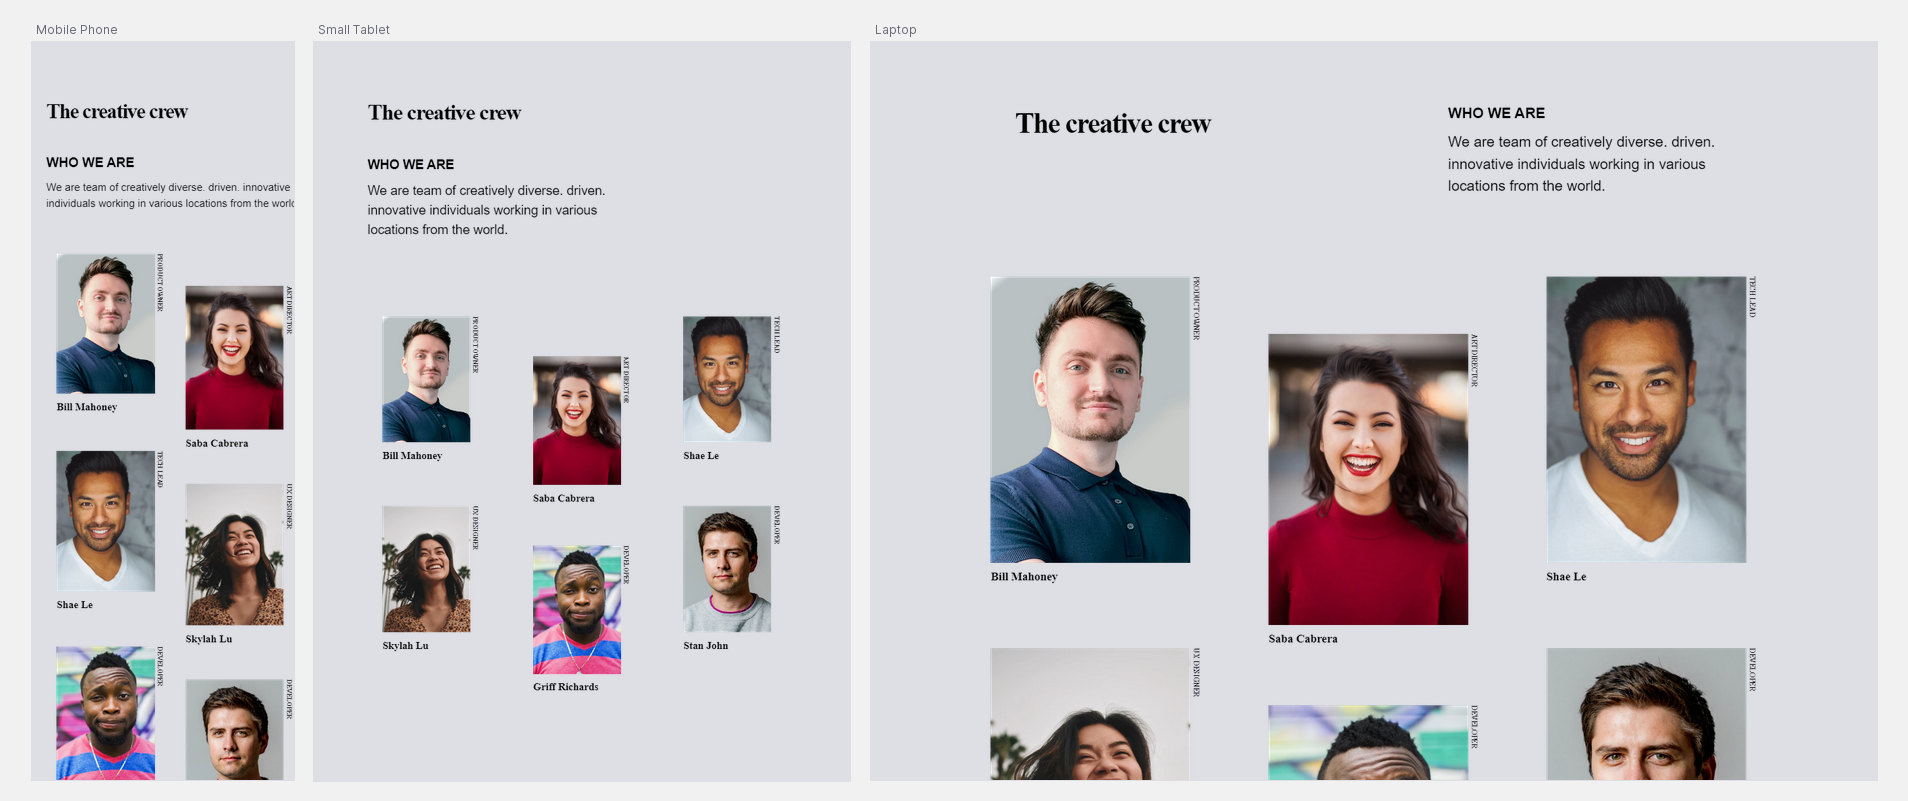 Mobile Phone
The creative crew
WHO WE ARE
We are team of creatively diverse. driven. innovative
individuals working in various locations from the world
PRODUCT OWNER
Bill Mahoney
ART DIRECTOR
Saba Cabrera
TECH LEAD
Shae Le
UX DESIGNER
Skylah Lu
DEVELOPER
DEVELOPER
Small Tablet
The creative crew
WHO WE ARE
We are team of creatively diverse. driven.
innovative individuals working in various
locations from the world.
PRODUCT OWNER
Bill Mahoney
ART DIRECTOR
Saba Cabrera
TECH LEAD
Shae Le
UX DESIGNER
Skylah Lu
DEVELOPER
Griff Richards
DEVELOPER
Stan John
Laptop
The creative crew
WHO WE ARE
We are team of creatively diverse. driven.
innovative individuals working in various
locations from the world.
PRODUCT OWNER
Bill Mahoney
ART DIRECTOR
Saba Cabrera
TECH LEAD
Shae Le
UX DESIGNER
DEVELOPER
DEVELOPER